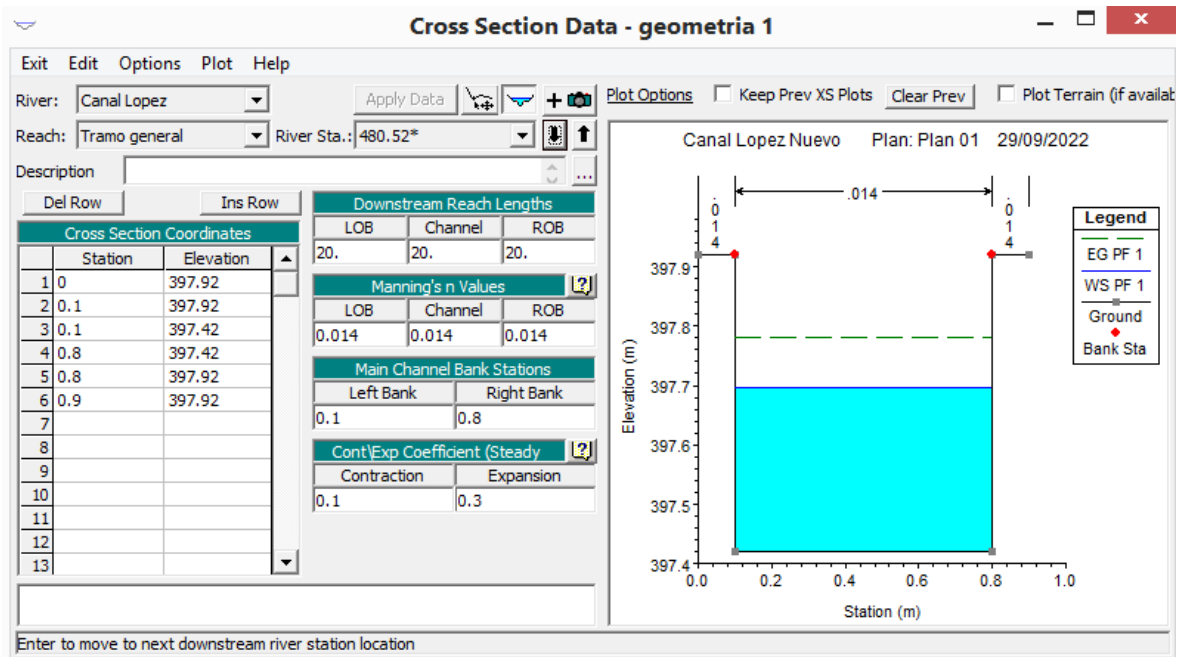 Cross Section Data - geometria 1
Exit Edit Options Plot Help
River: Canal Lopez Apply Data
Reach: Tramo general River Sta.: 480.52*
Description ...
Del Row Ins Row
Cross Section Coordinates
Station Elevation
1 0 397.92
2 0.1 397.92
3 0.1 397.42
4 0.8 397.42
5 0.8 397.92
6 0.9 397.92
7
8
9
10
11
12
13
Downstream Reach Lengths
LOB Channel ROB
20. 20. 20.
Manning's n Values ?
LOB Channel ROB
0.014 0.014 0.014
Main Channel Bank Stations
Left Bank Right Bank
0.1 0.8
Cont\Exp Coefficient (Steady ?
Contraction Expansion
0.1 0.3
Plot Options Keep Prev XS Plots Clear Prev Plot Terrain (if availab
Canal Lopez Nuevo Plan: Plan 01 29/09/2022
.014 .014 .014
Legend
EG PF 1
WS PF 1
Ground
Bank Sta
397.9
397.8
397.7
397.6
397.5
397.4
Elevation (m)
0.0 0.2 0.4 0.6 0.8 1.0
Station (m)
Enter to move to next downstream river station location